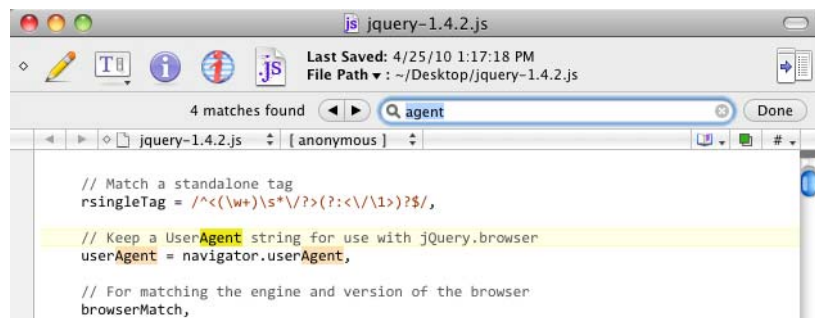 js jquery-1.4.2.js
T .js Last Saved: 4/25/10 1:17:18 PM
File Path ▾ : ~/Desktop/jquery-1.4.2.js
4 matches found agent Done
jquery-1.4.2.js [ anonymous ] #
// Match a standalone tag
rsingleTag = /^<(\w+)\s*\/?>(?:<\/\1>)?$/,
// Keep a UserAgent string for use with jQuery.browser
userAgent = navigator.userAgent,
// For matching the engine and version of the browser
browserMatch,